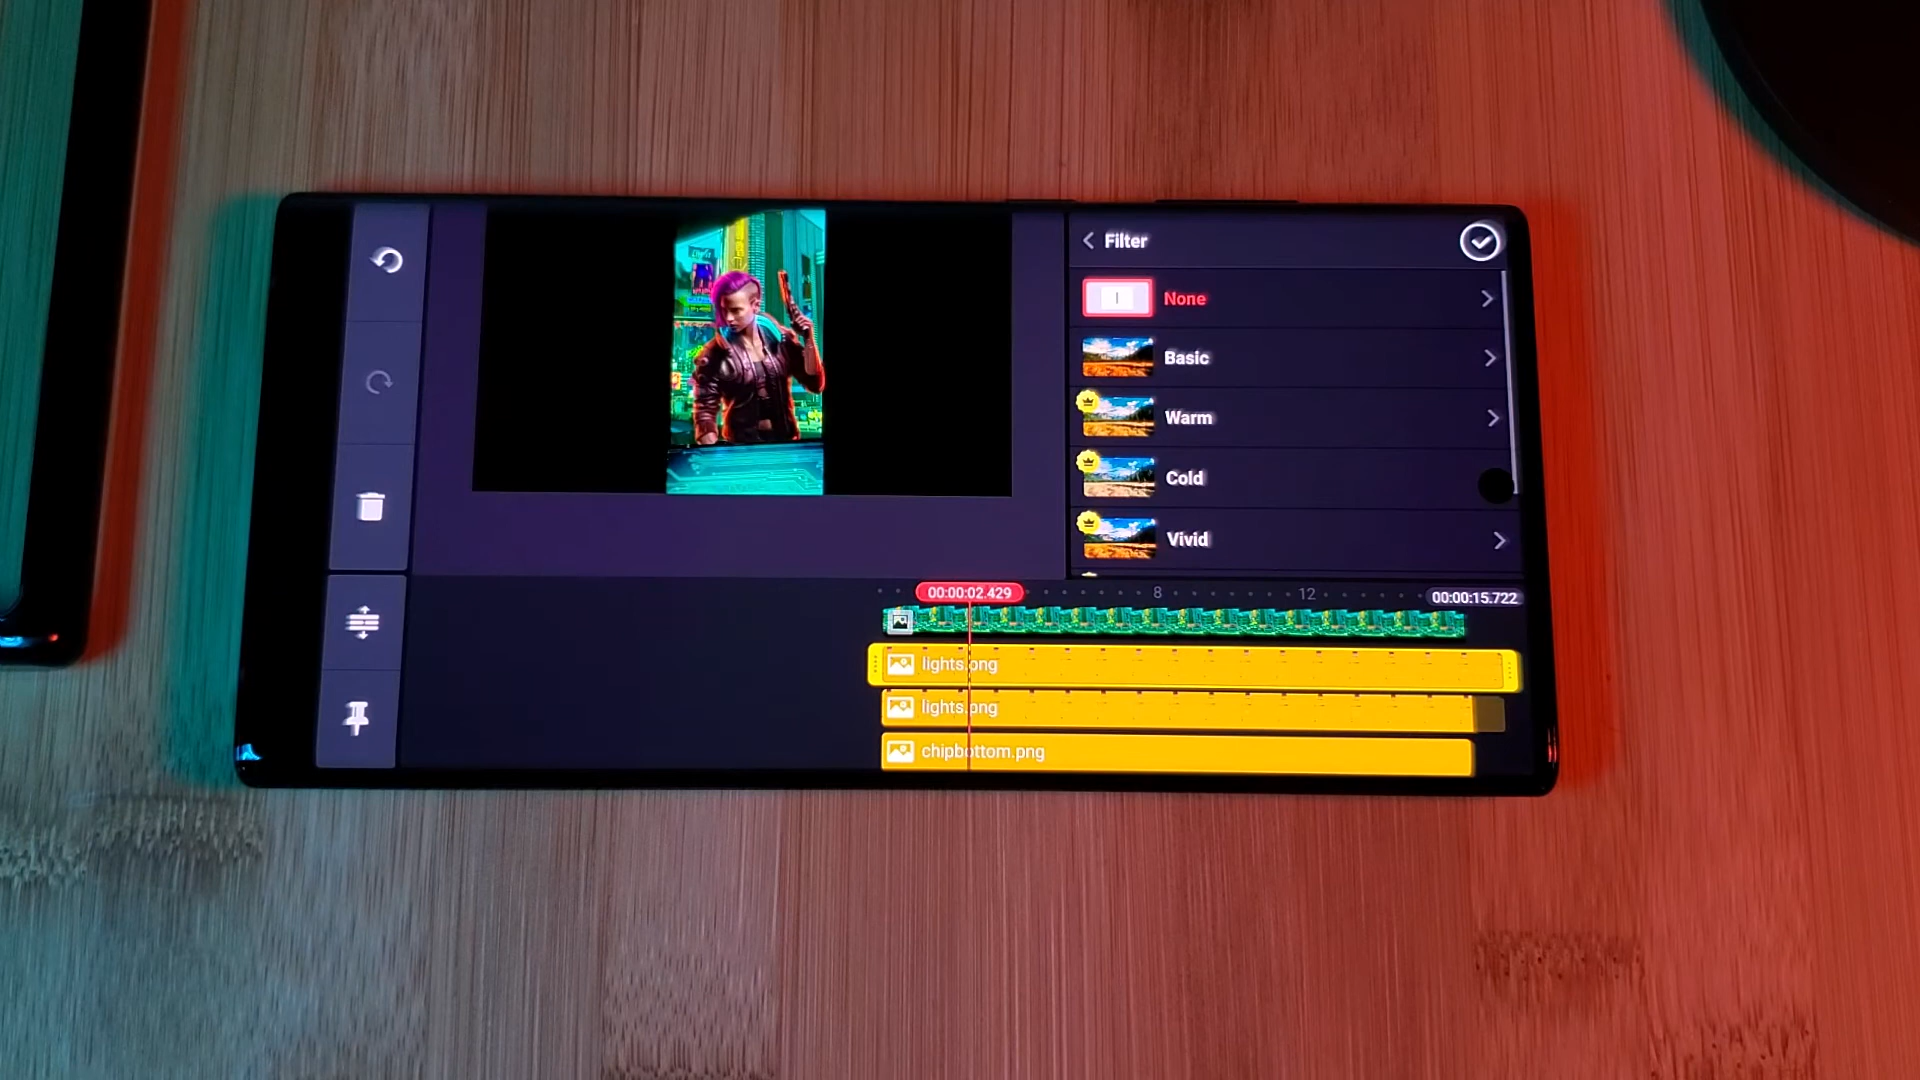 Filter
None
Basic
Warm
Cold
Vivid
00:00:02.429
8
12
00:00:15.722
lights.png
lights.png
chipbottom.png